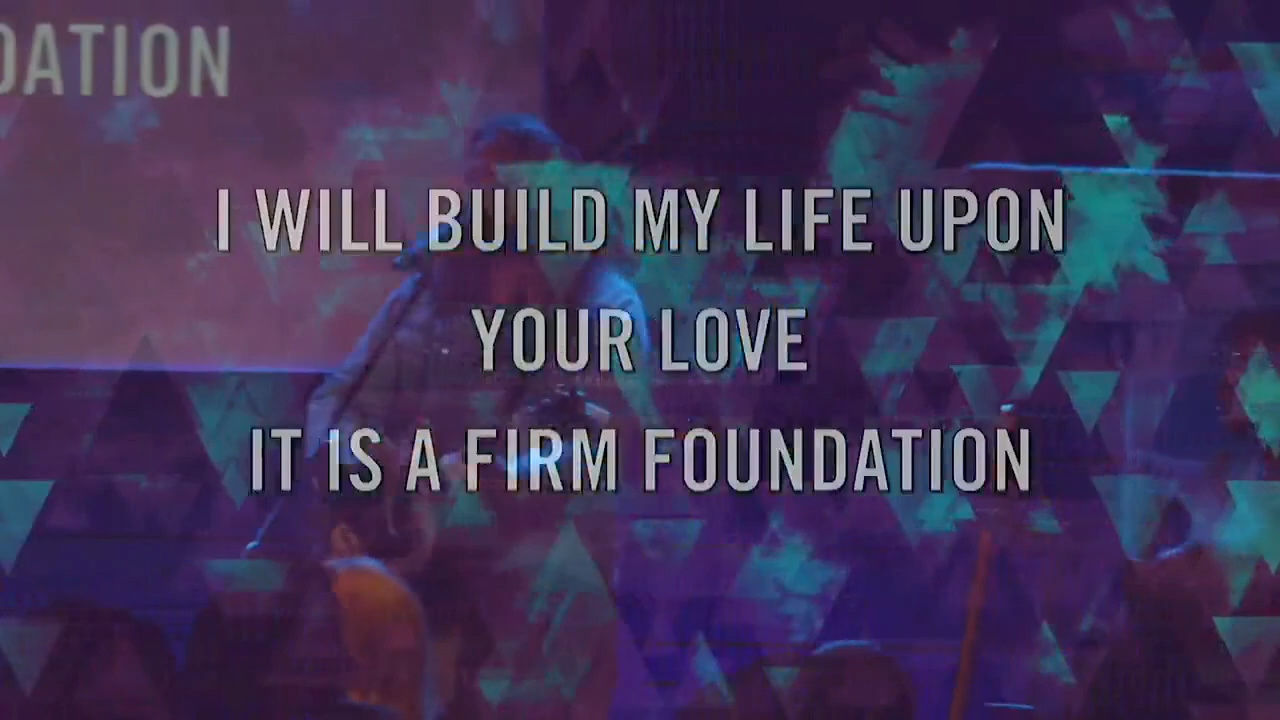 DATION
I WILL BUILD MY LIFE UPON
YOUR LOVE
IT IS A FIRM FOUNDATION